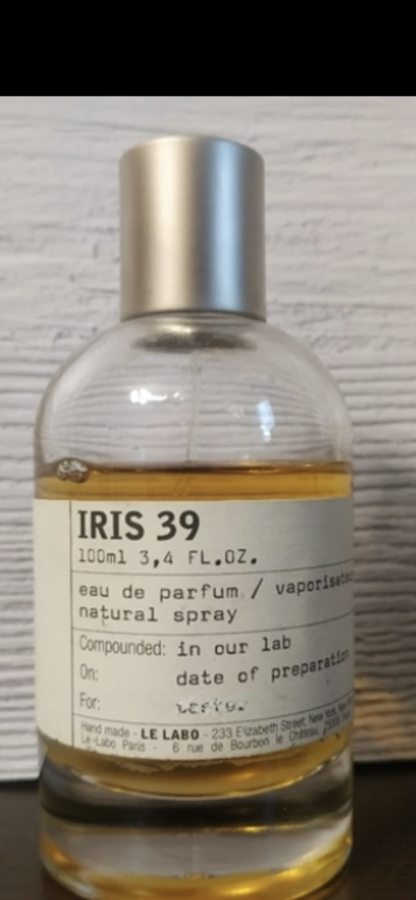 IRIS 39
100ml 3,4 FL.OZ.
eau de parfum / vaporisate
natural spray
Compounded: in our lab
On: date of preparation
For:
Hand made - LE LABO - 233 Elizabeth Street, New York, New
Le Labo Paris - 6 rue de Bourbon le Château,